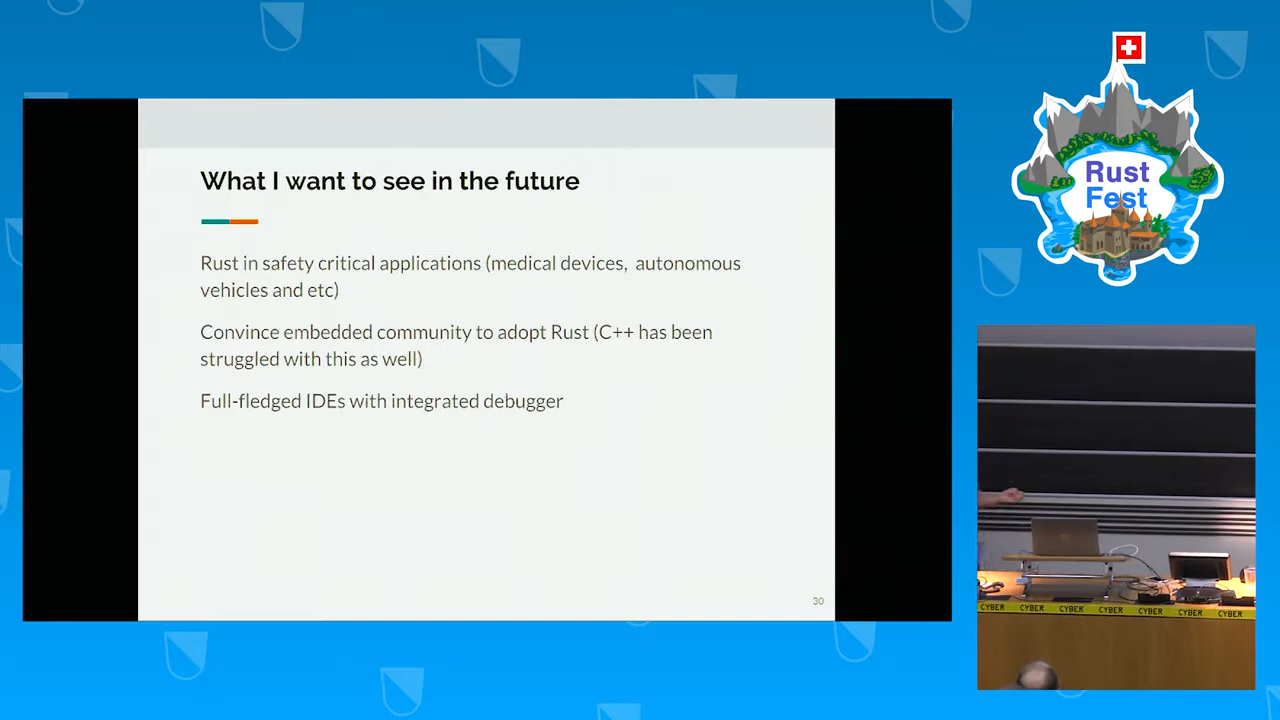 What I want to see in the future
Rust in safety critical applications (medical devices, autonomous
vehicles and etc)
Convince embedded community to adopt Rust (C++ has been
struggled with this as well)
Full-fledged IDEs with integrated debugger
30
Rust
Fest
CYBER CYBER CYBER CYBER CYBER CYBER CYBER